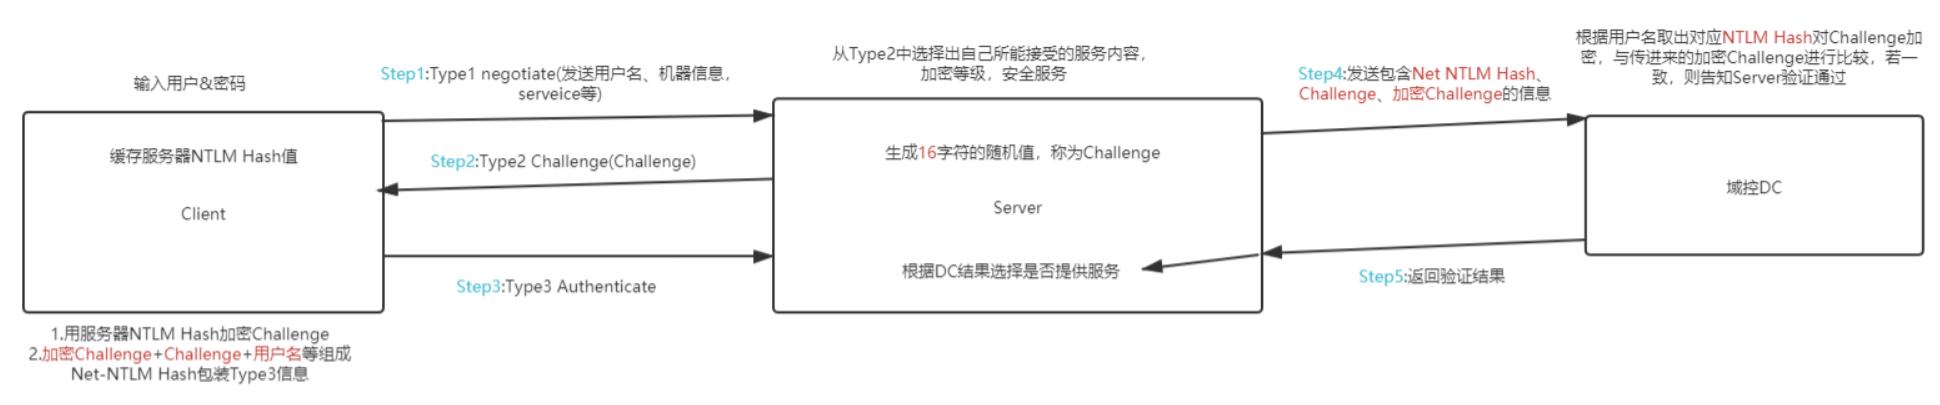 输入用户&密码
缓存服务器NTLM Hash值
Client
1.用服务器NTLM Hash加密Challenge
2.加密Challenge+Challenge+用户名等组成
Net-NTLM Hash包装Type3信息
Step1:Type1 negotiate(发送用户名、机器信息，
serveice等)
Step2:Type2 Challenge(Challenge)
Step3:Type3 Authenticate
从Type2中选择出自己所能接受的服务内容，
加密等级，安全服务
生成16字符的随机值，称为Challenge
Server
根据DC结果选择是否提供服务
Step4:发送包含Net NTLM Hash、
Challenge、加密Challenge的信息
Step5:返回验证结果
根据用户名取出对应NTLM Hash对Challenge加
密，与传进来的加密Challenge进行比较，若一
致，则告知Server验证通过
域控DC